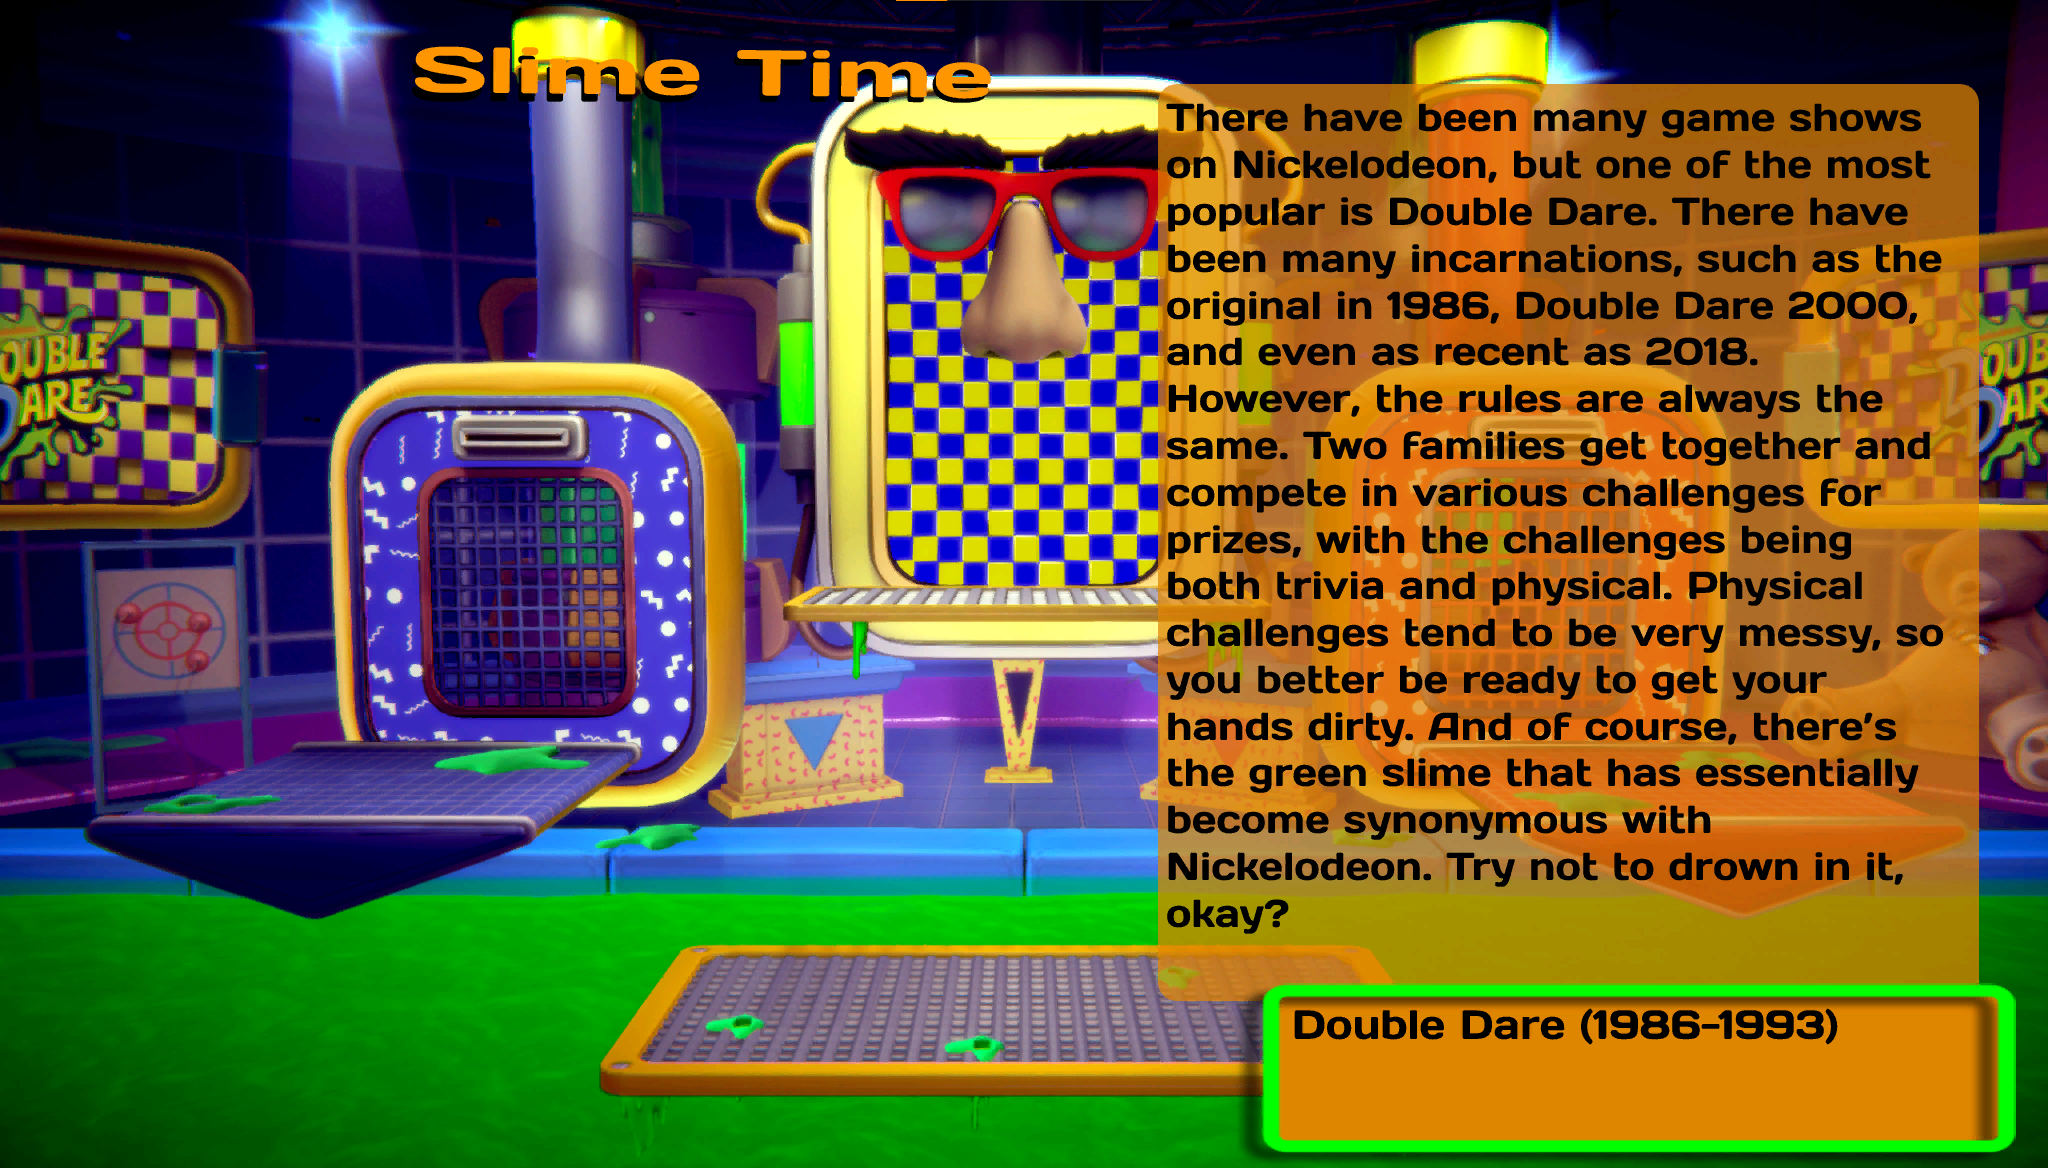 Slime Time
There have been many game shows
on Nickelodeon, but one of the most
popular is Double Dare. There have
been many incarnations, such as the
original in 1986, Double Dare 2000,
and even as recent as 2018.
However, the rules are always the
same. Two families get together and
compete in various challenges for
prizes, with the challenges being
both trivia and physical. Physical
challenges tend to be very messy, so
you better be ready to get your
hands dirty. And of course, there's
the green slime that has essentially
become synonymous with
Nickelodeon. Try not to drown in it,
okay?
OUBLE
DARE
OUB
DAR
Double Dare (1986-1993)